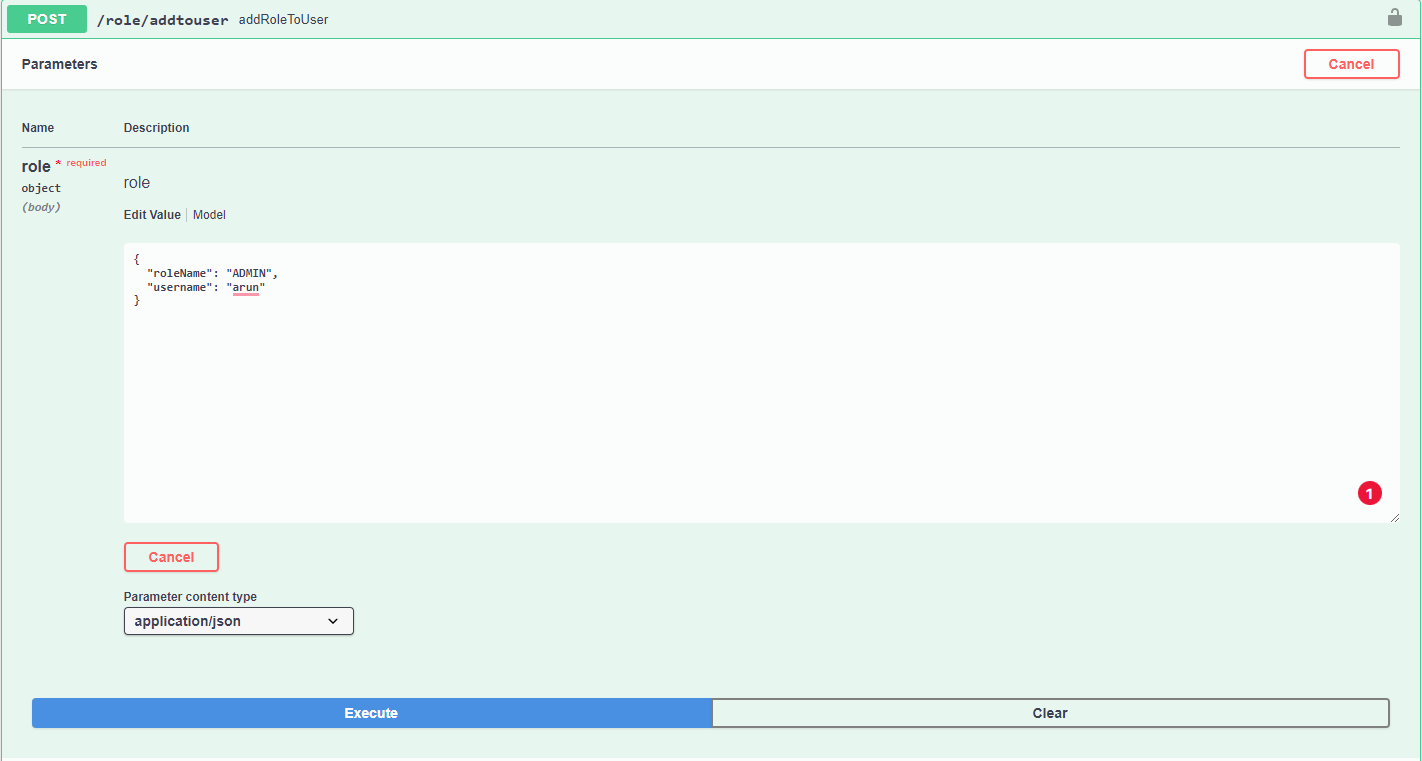 POST /role/addtouser addRoleToUser
Parameters Cancel
Name Description
role * required
object
(body)
role
Edit Value Model
{
  "roleName": "ADMIN",
  "username": "arun"
}
1
Cancel
Parameter content type
application/json
Execute Clear